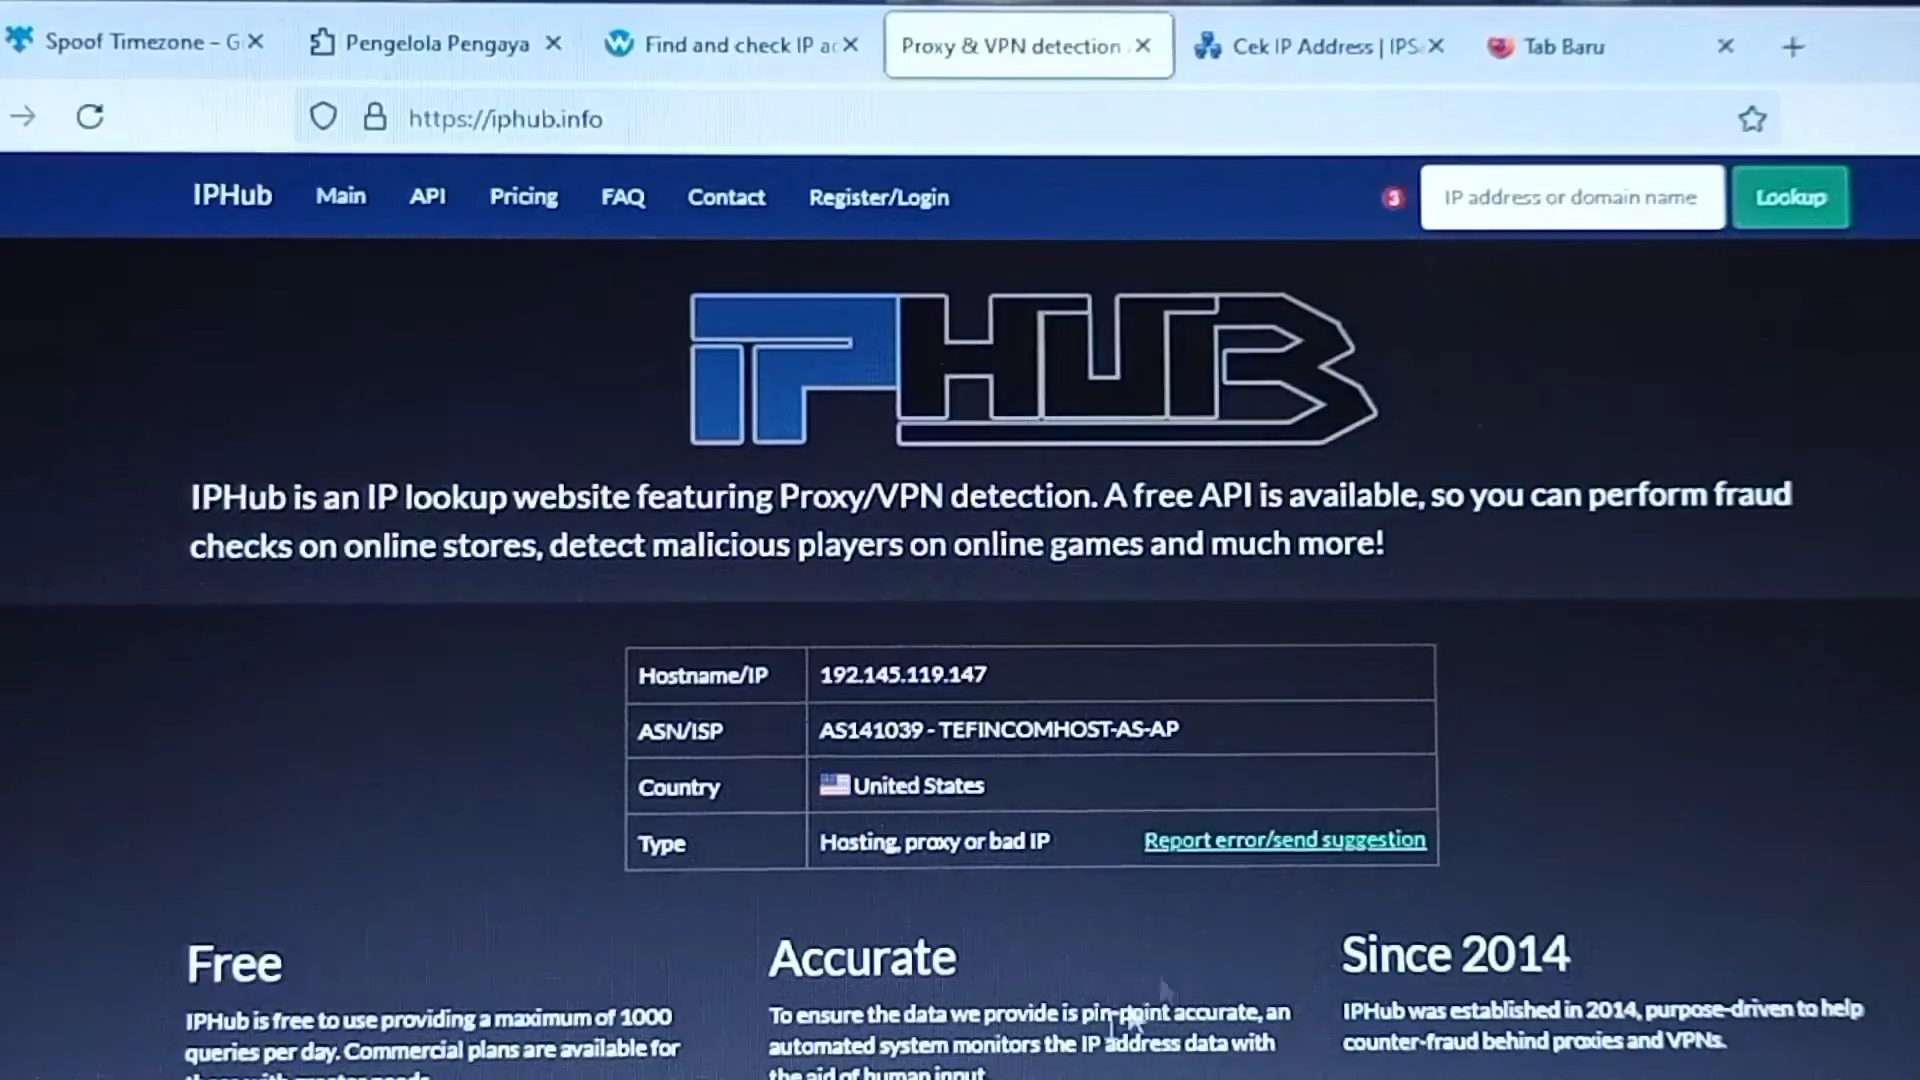 Spoof Timezone – G
Pengelola Pengaya
Find and check IP ac
Proxy & VPN detection
Cek IP Address | IPS
Tab Baru
https://iphub.info
IPHub Main API Pricing FAQ Contact Register/Login 3 IP address or domain name Lookup
IPHUB
IPHub is an IP lookup website featuring Proxy/VPN detection. A free API is available, so you can perform fraud
checks on online stores, detect malicious players on online games and much more!
Hostname/IP 192.145.119.147
ASN/ISP AS141039 - TEFINCOMHOST-AS-AP
Country United States
Type Hosting, proxy or bad IP Report error/send suggestion
Free
IPHub is free to use providing a maximum of 1000
queries per day. Commercial plans are available for
Accurate
To ensure the data we provide is pin-point accurate, an
automated system monitors the IP address data with
the aid of human input
Since 2014
IPHub was established in 2014, purpose-driven to help
counter-fraud behind proxies and VPNs.